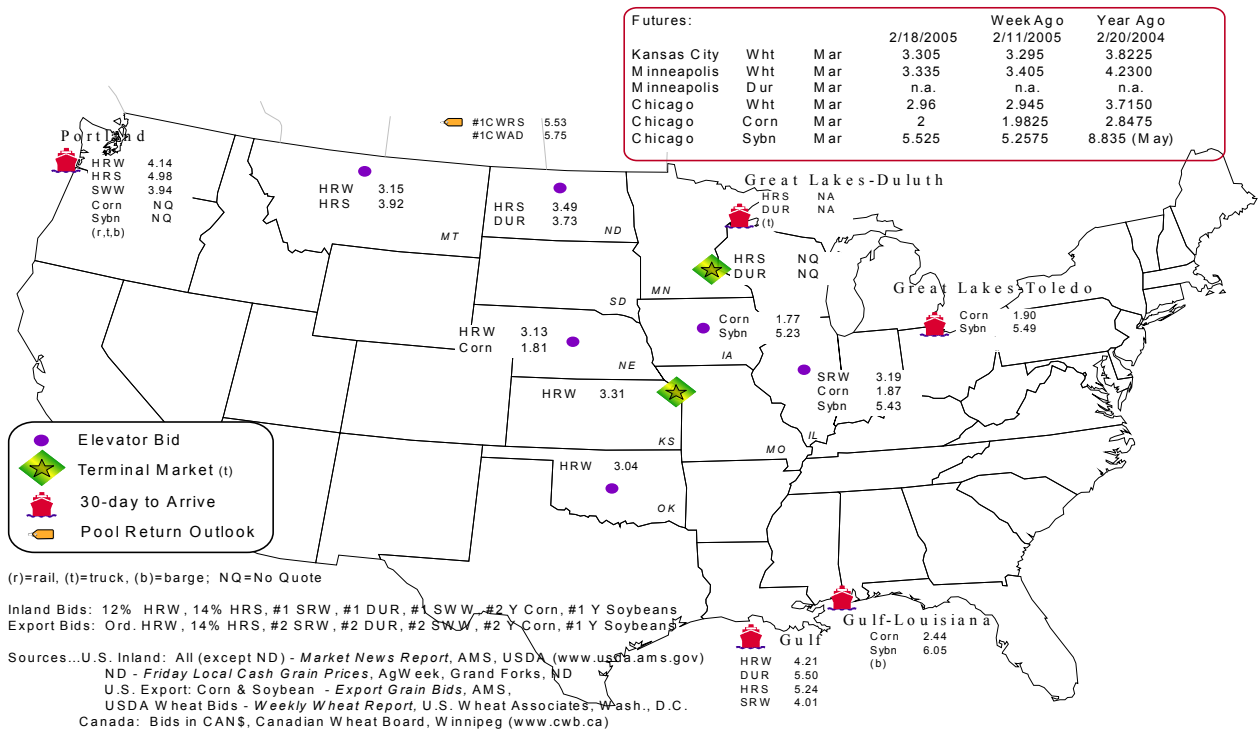 Futures: Week Ago Year Ago
2/18/2005 2/11/2005 2/20/2004
Kansas City Wht Mar 3.305 3.295 3.8225
Minneapolis Wht Mar 3.335 3.405 4.2300
Minneapolis Dur Mar n.a. n.a. n.a.
Chicago Wht Mar 2.96 2.945 3.7150
Chicago Corn Mar 2 1.9825 2.8475
Chicago Sybn Mar 5.525 5.2575 8.835 (May)
#1CWRS 5.53
#1CWAD 5.75
Portland
HRW 4.14
HRS 4.98
SWW 3.94
Corn NQ
Sybn NQ
(r,t,b)
HRW 3.15
HRS 3.92
MT
HRS 3.49
DUR 3.73
ND
Great Lakes-Duluth
HRS NA
DUR NA
(t)
HRS NQ
DUR NQ
MN
SD
Great Lakes-Toledo
Corn 1.90
Sybn 5.49
HRW 3.13
Corn 1.81
NE
Corn 1.77
Sybn 5.23
IA
SRW 3.19
Corn 1.87
Sybn 5.43
IL
HRW 3.31
KS
MO
HRW 3.04
OK
Elevator Bid
Terminal Market (t)
30-day to Arrive
Pool Return Outlook
(r)=rail, (t)=truck, (b)=barge; NQ=No Quote
Inland Bids: 12% HRW, 14% HRS, #1 SRW, #1 DUR, #1 SWW, #2 Y Corn, #1 Y Soybeans
Export Bids: Ord. HRW, 14% HRS, #2 SRW, #2 DUR, #2 SWW, #2 Y Corn, #1 Y Soybeans
Gulf-Louisiana
Corn 2.44
Sybn 6.05
(b)
Gulf
HRW 4.21
DUR 5.50
HRS 5.24
SRW 4.01
Sources...U.S. Inland: All (except ND) - Market News Report, AMS, USDA (www.usda.ams.gov)
ND - Friday Local Cash Grain Prices, AgWeek, Grand Forks, ND
U.S. Export: Corn & Soybean - Export Grain Bids, AMS,
USDA Wheat Bids - Weekly Wheat Report, U.S. Wheat Associates, Wash., D.C.
Canada: Bids in CAN$, Canadian Wheat Board, Winnipeg (www.cwb.ca)